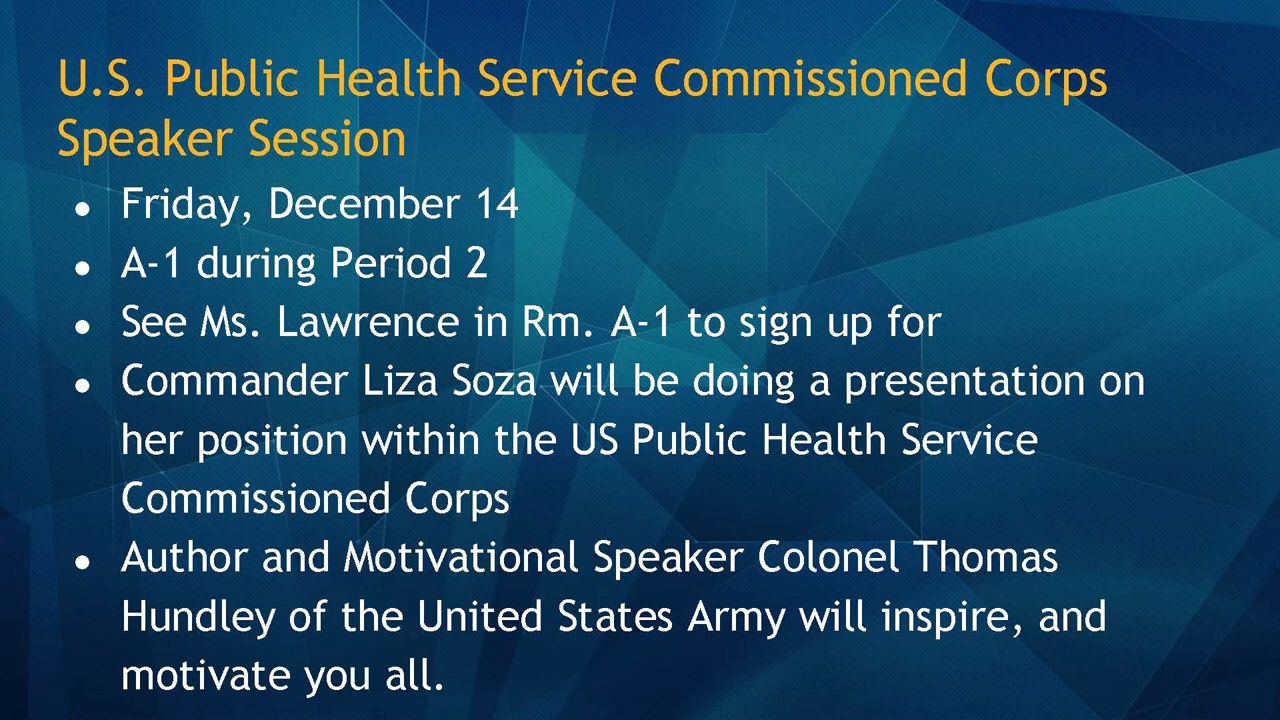 U.S. Public Health Service Commissioned Corps
Speaker Session
● Friday, December 14
● A-1 during Period 2
● See Ms. Lawrence in Rm. A-1 to sign up for
● Commander Liza Soza will be doing a presentation on
her position within the US Public Health Service
Commissioned Corps
● Author and Motivational Speaker Colonel Thomas
Hundley of the United States Army will inspire, and
motivate you all.